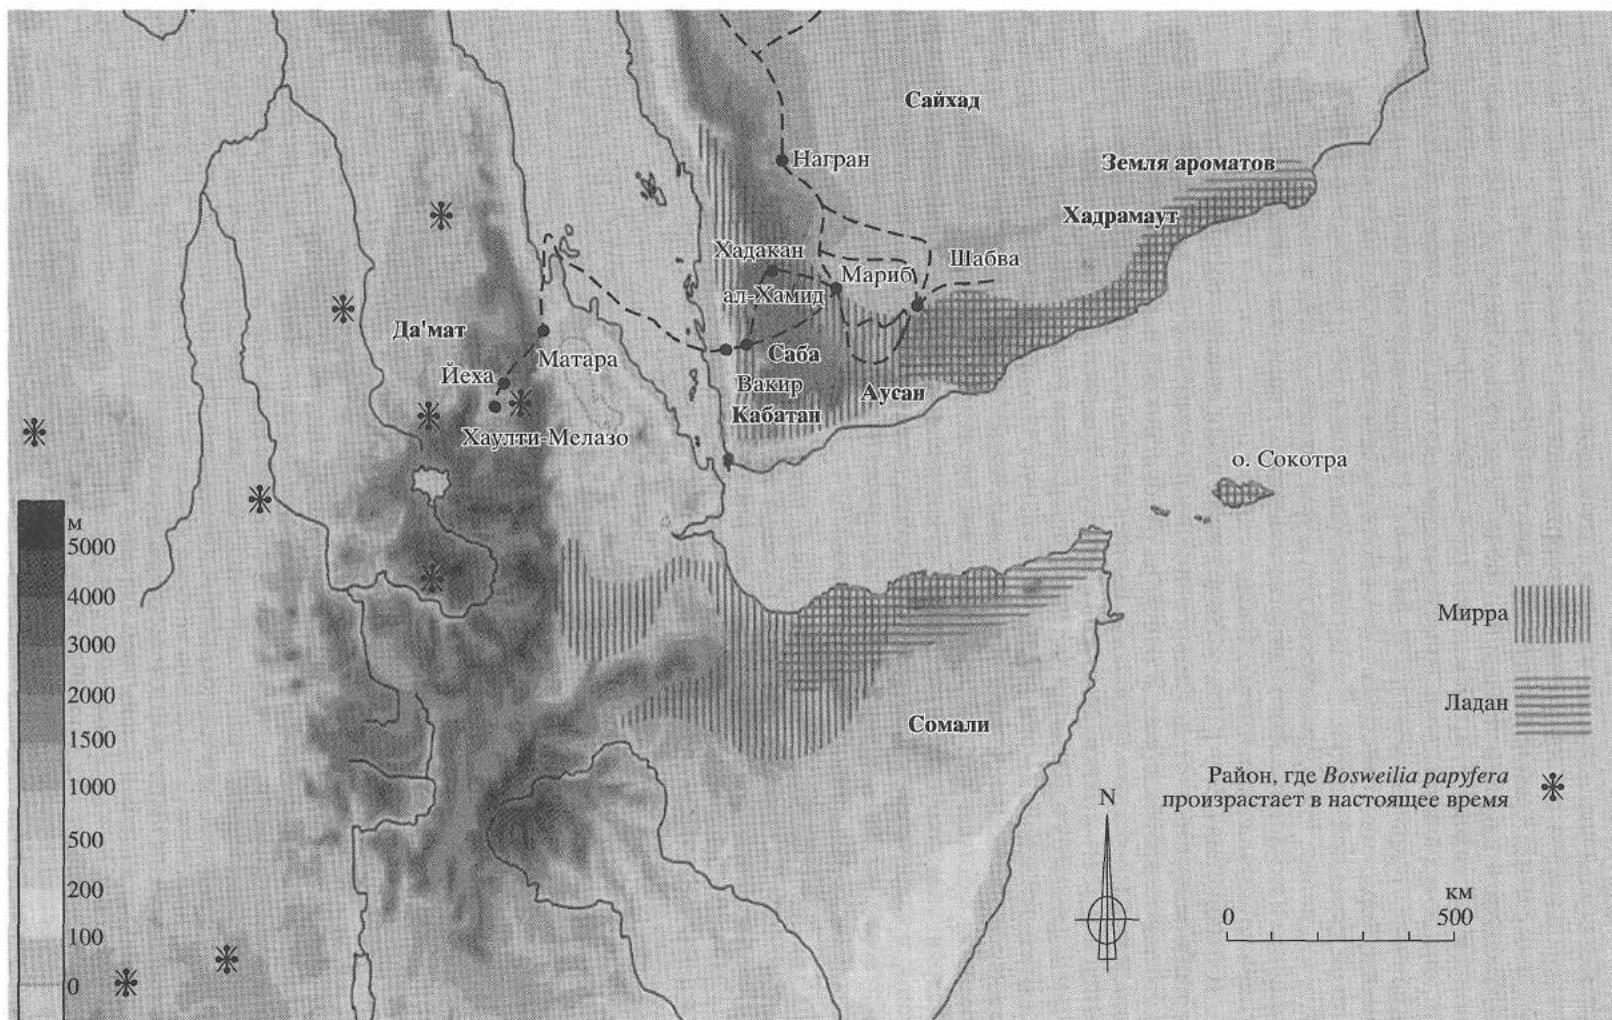 Сайхад
Награн
Земля ароматов
Хадрамаут
Хадакан
Шабва
Мариб
ал-Хамид
Да'мат
Матара
Саба
Йеха
Вакир
Аусан
Кабатан
Хаулти-Мелазо
о. Сокотра
м
5000
4000
3000
2000
1500
1000
500
200
100
0
Мирра
Ладан
Сомали
Район, где Bosweilia papyfera
произрастает в настоящее время
N
км
0 500